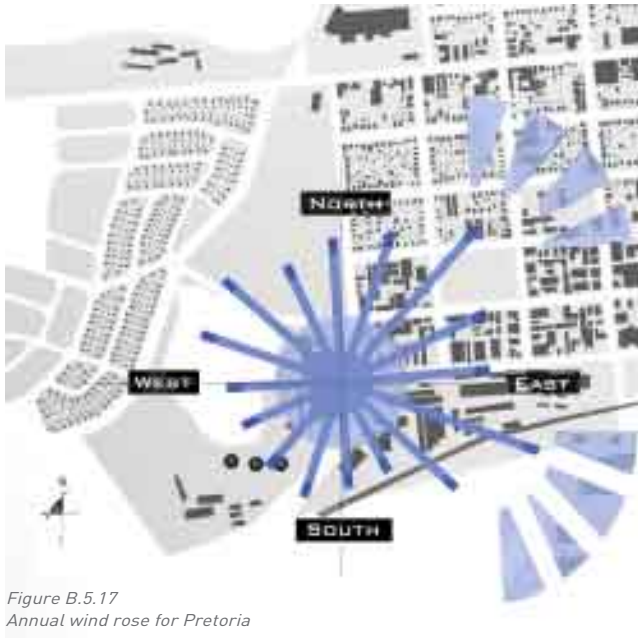 NORTH
WEST
EAST
SOUTH
Figure B.5.17
Annual wind rose for Pretoria